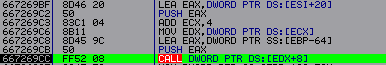 667269BF 8D46 20 LEA EAX,DWORD PTR DS:[ESI+20]
667269C2 50 PUSH EAX
667269C3 83C1 04 ADD ECX,4
667269C6 8B11 MOV EDX,DWORD PTR DS:[ECX]
667269C8 8D45 9C LEA EAX,DWORD PTR SS:[EBP-64]
667269CB 50 PUSH EAX
667269CC FF52 08 CALL DWORD PTR DS:[EDX+8]